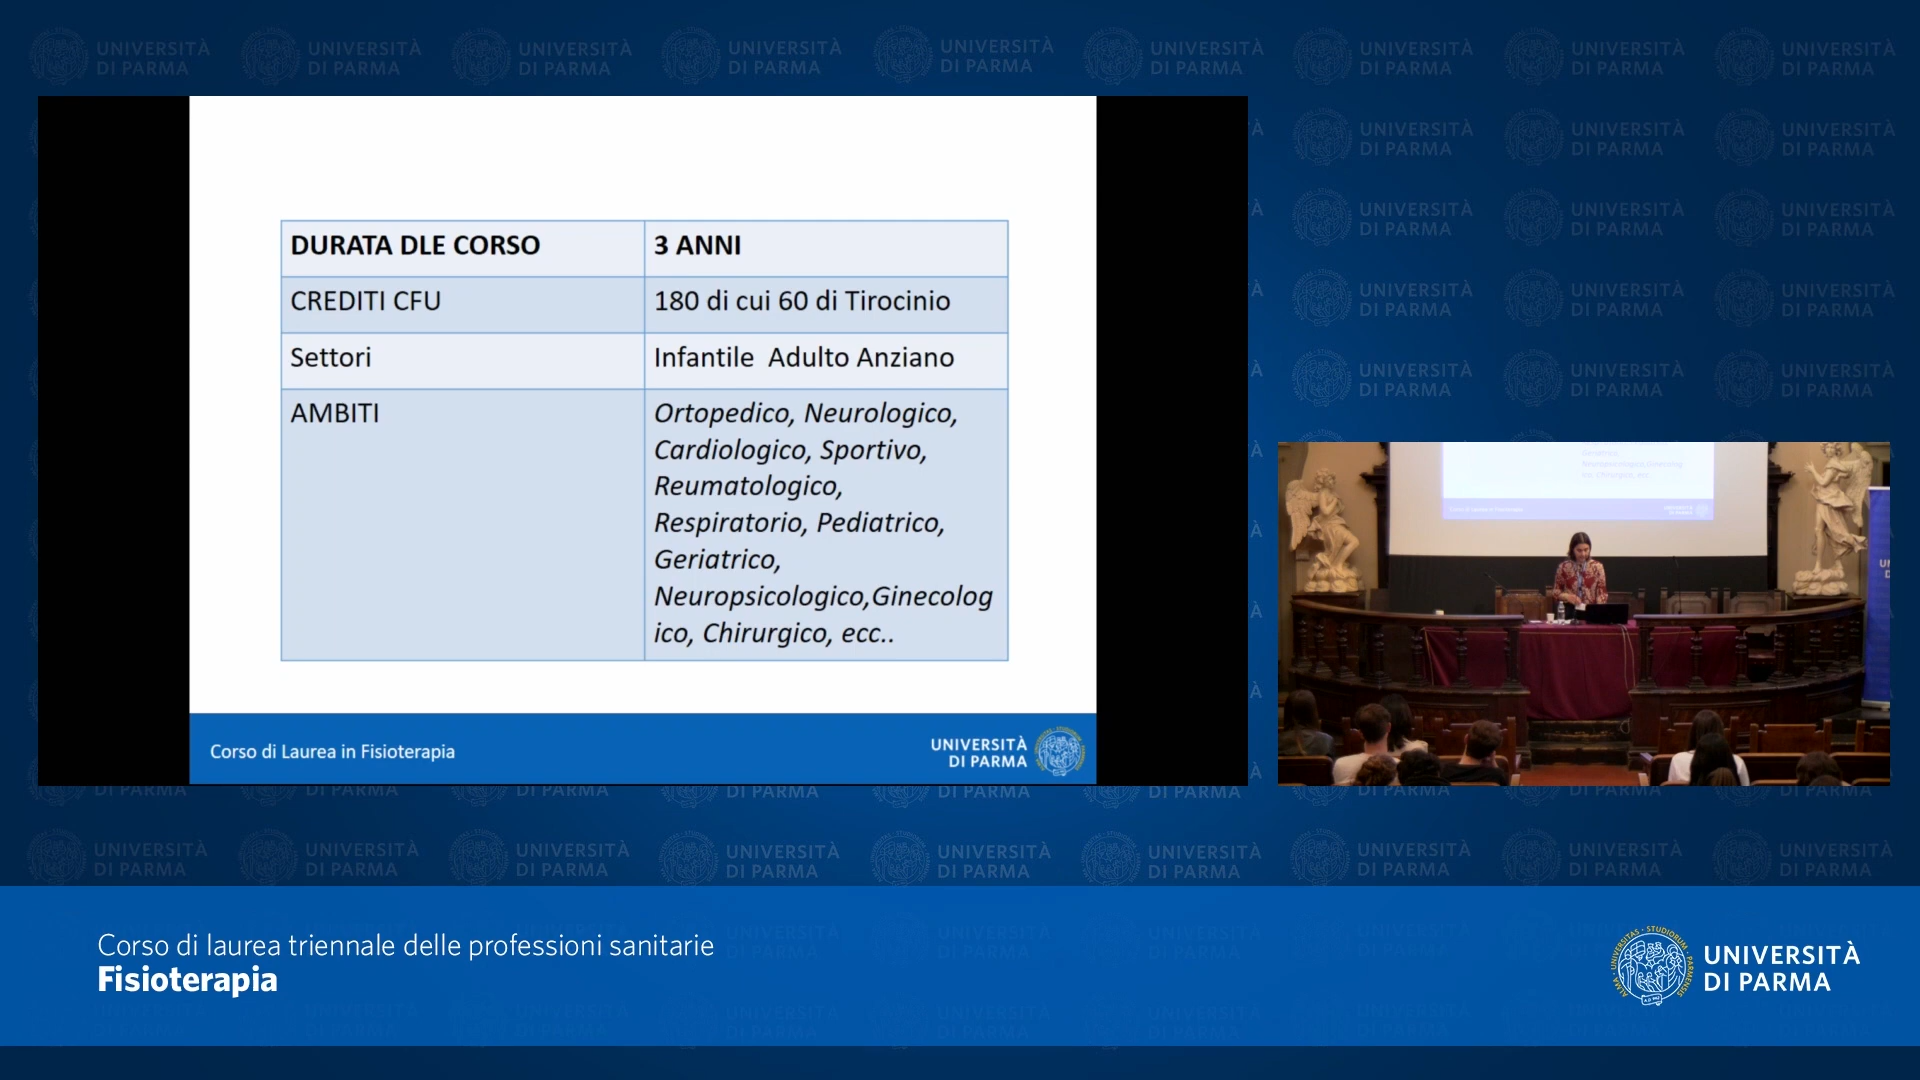 DURATA DLE CORSO
3 ANNI
CREDITI CFU
180 di cui 60 di Tirocinio
Settori
Infantile  Adulto Anziano
AMBITI
Ortopedico, Neurologico,
Cardiologico, Sportivo,
Reumatologico,
Respiratorio, Pediatrico,
Geriatrico,
Neuropsicologico,Ginecolog
ico, Chirurgico, ecc..
Corso di Laurea in Fisioterapia
UNIVERSITÀ
DI PARMA
Corso di laurea triennale delle professioni sanitarie
Fisioterapia
UNIVERSITÀ
DI PARMA